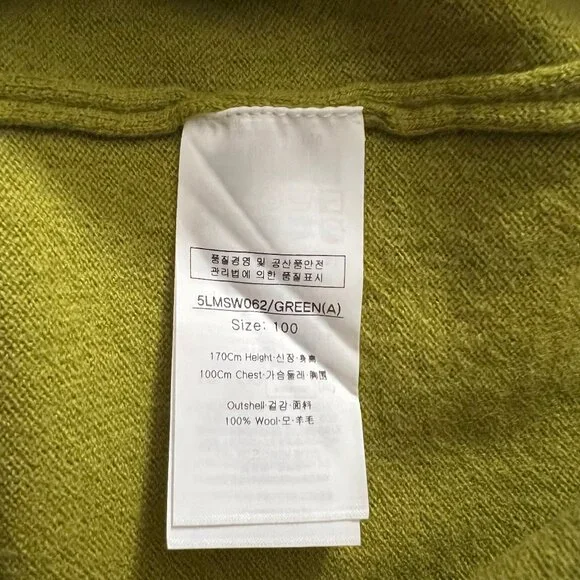 품질경영 및 공산품안전
관리법에 의한 품질표시
5LMSW062/GREEN(A)
Size: 100
170Cm Height·신장·身高
100Cm Chest·가슴둘레·胸围
Outshell·겉감·面料
100% Wool·모·羊毛